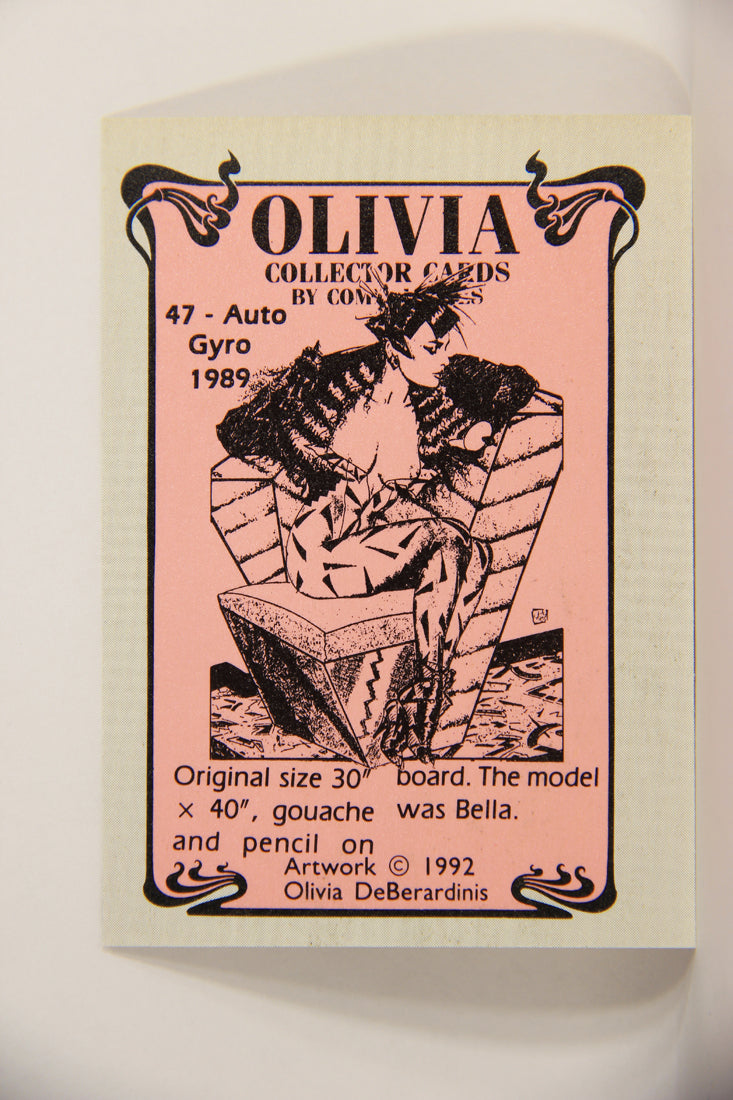 OLIVIA
COLLECTOR CARDS
BY
47 - Auto
Gyro
1989
Original size 30″
× 40″, gouache
and pencil on
board. The model
was Bella.
Artwork © 1992
Olivia DeBerardinis